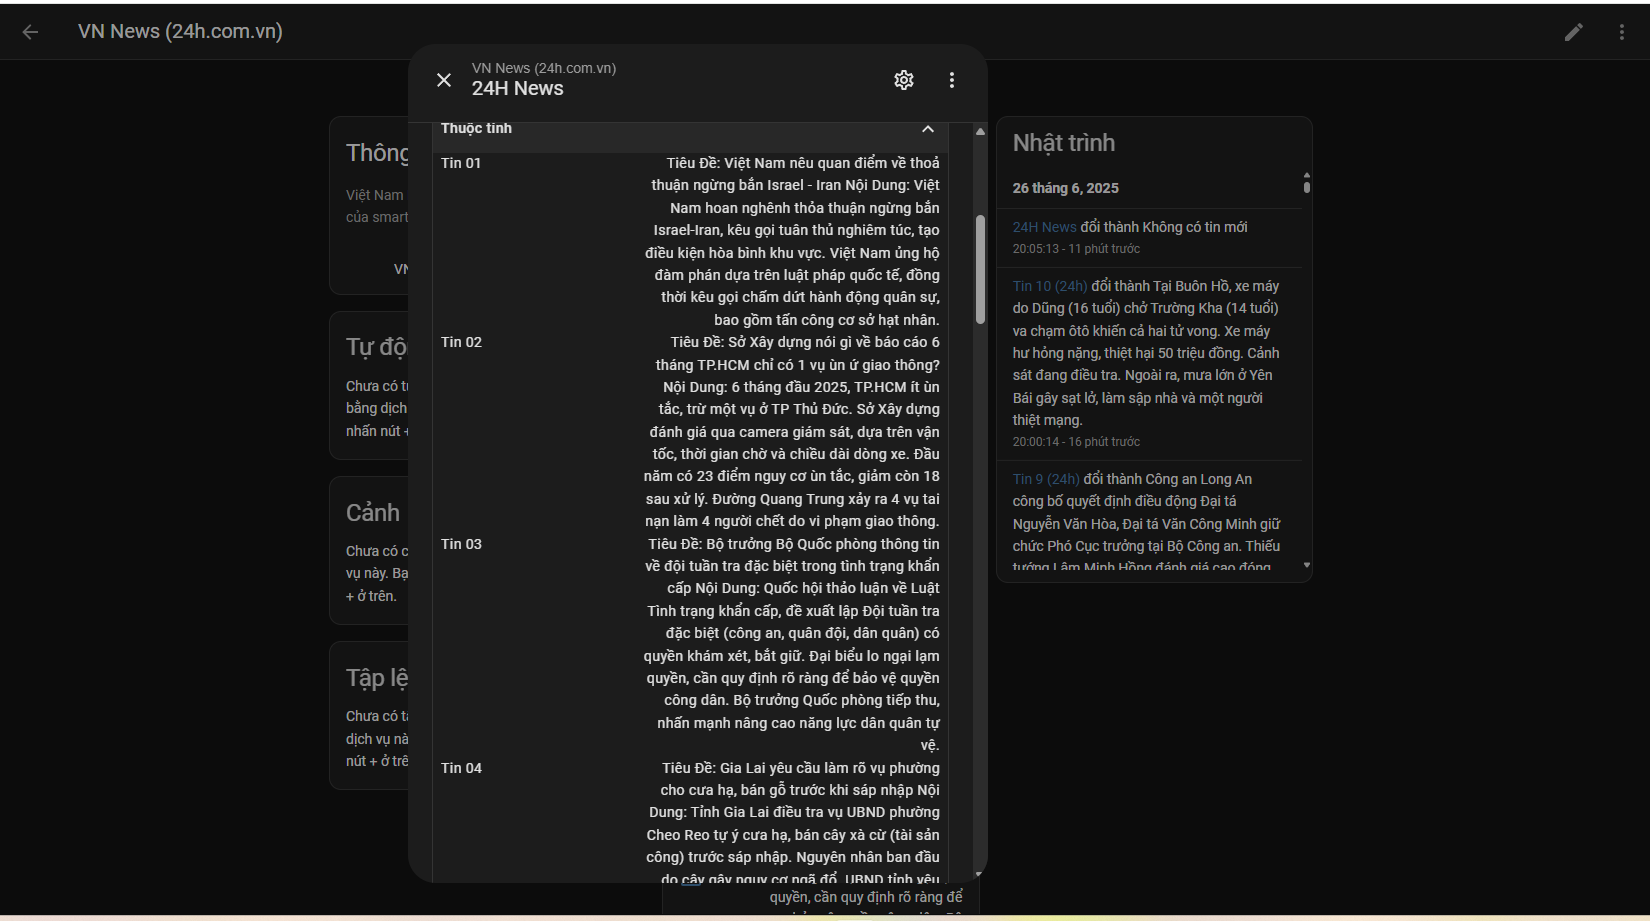 VN News (24h.com.vn)
VN News (24h.com.vn)
24H News
Thuộc tính
Tin 01
Tiêu Đề: Việt Nam nêu quan điểm về thoả
thuận ngừng bắn Israel - Iran Nội Dung: Việt
Nam hoan nghênh thỏa thuận ngừng bắn
Israel-Iran, kêu gọi tuân thủ nghiêm túc, tạo
điều kiện hòa bình khu vực. Việt Nam ủng hộ
đàm phán dựa trên luật pháp quốc tế, đồng
thời kêu gọi chấm dứt hành động quân sự,
bao gồm tấn công cơ sở hạt nhân.
Tin 02
Tiêu Đề: Sở Xây dựng nói gì về báo cáo 6
tháng TP.HCM chỉ có 1 vụ ùn ứ giao thông?
Nội Dung: 6 tháng đầu 2025, TP.HCM ít ùn
tắc, trừ một vụ ở TP Thủ Đức. Sở Xây dựng
đánh giá qua camera giám sát, dựa trên vận
tốc, thời gian chờ và chiều dài dòng xe. Đầu
năm có 23 điểm nguy cơ ùn tắc, giảm còn 18
sau xử lý. Đường Quang Trung xảy ra 4 vụ tai
nạn làm 4 người chết do vi phạm giao thông.
Tin 03
Tiêu Đề: Bộ trưởng Bộ Quốc phòng thông tin
về đội tuần tra đặc biệt trong tình trạng khẩn
cấp Nội Dung: Quốc hội thảo luận về Luật
Tình trạng khẩn cấp, đề xuất lập Đội tuần tra
đặc biệt (công an, quân đội, dân quân) có
quyền khám xét, bắt giữ. Đại biểu lo ngại lạm
quyền, cần quy định rõ ràng để bảo vệ quyền
công dân. Bộ trưởng Quốc phòng tiếp thu,
nhấn mạnh nâng cao năng lực dân quân tự
vệ.
Tin 04
Tiêu Đề: Gia Lai yêu cầu làm rõ vụ phường
cho cưa hạ, bán gỗ trước khi sáp nhập Nội
Dung: Tỉnh Gia Lai điều tra vụ UBND phường
Cheo Reo tự ý cưa hạ, bán cây xà cừ (tài sản
công) trước sáp nhập. Nguyên nhân ban đầu
do cây gây nguy cơ ngã đổ. UBND tỉnh yêu
quyền, cần quy định rõ ràng để
Thông
Việt Nam
của smart
VN
Tự độ
Chưa có t
bằng dịch
nhấn nút +
Cảnh
Chưa có c
vụ này. Bạ
+ ở trên.
Tập lệ
Chưa có tậ
dịch vụ nà
nút + ở trê
Nhật trình
26 tháng 6, 2025
24H News đổi thành Không có tin mới
20:05:13 - 11 phút trước
Tin 10 (24h) đổi thành Tại Buôn Hồ, xe máy
do Dũng (16 tuổi) chở Trường Kha (14 tuổi)
va chạm ôtô khiến cả hai tử vong. Xe máy
hư hỏng nặng, thiệt hại 50 triệu đồng. Cảnh
sát đang điều tra. Ngoài ra, mưa lớn ở Yên
Bái gây sạt lở, làm sập nhà và một người
thiệt mạng.
20:00:14 - 16 phút trước
Tin 9 (24h) đổi thành Công an Long An
công bố quyết định điều động Đại tá
Nguyễn Văn Hòa, Đại tá Văn Công Minh giữ
chức Phó Cục trưởng tại Bộ Công an. Thiếu
tướng Lâm Minh Hồng đánh giá cao đóng